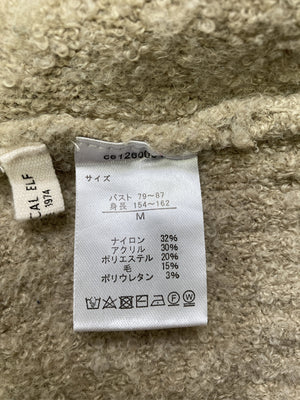 サイズ
バスト 79~87
身長 154~162
M
ナイロン 32%
アクリル 30%
ポリエステル 20%
毛 15%
ポリウレタン 3%
CAL ELF
1974